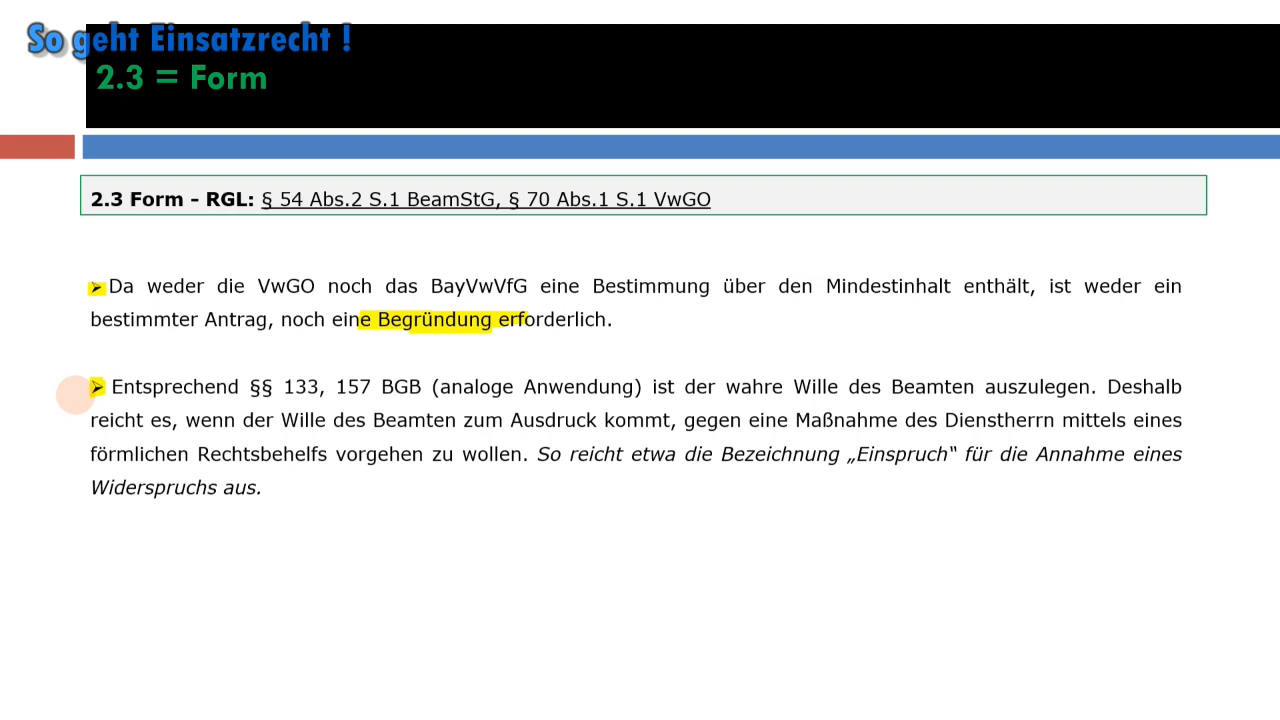 So geht Einsatzrecht !
2.3 = Form
2.3 Form - RGL: § 54 Abs.2 S.1 BeamStG, § 70 Abs.1 S.1 VwGO
➢ Da weder die VwGO noch das BayVwVfG eine Bestimmung über den Mindestinhalt enthält, ist weder ein
bestimmter Antrag, noch eine Begründung erforderlich.
➢ Entsprechend §§ 133, 157 BGB (analoge Anwendung) ist der wahre Wille des Beamten auszulegen. Deshalb
reicht es, wenn der Wille des Beamten zum Ausdruck kommt, gegen eine Maßnahme des Dienstherrn mittels eines
förmlichen Rechtsbehelfs vorgehen zu wollen. So reicht etwa die Bezeichnung „Einspruch“ für die Annahme eines
Widerspruchs aus.